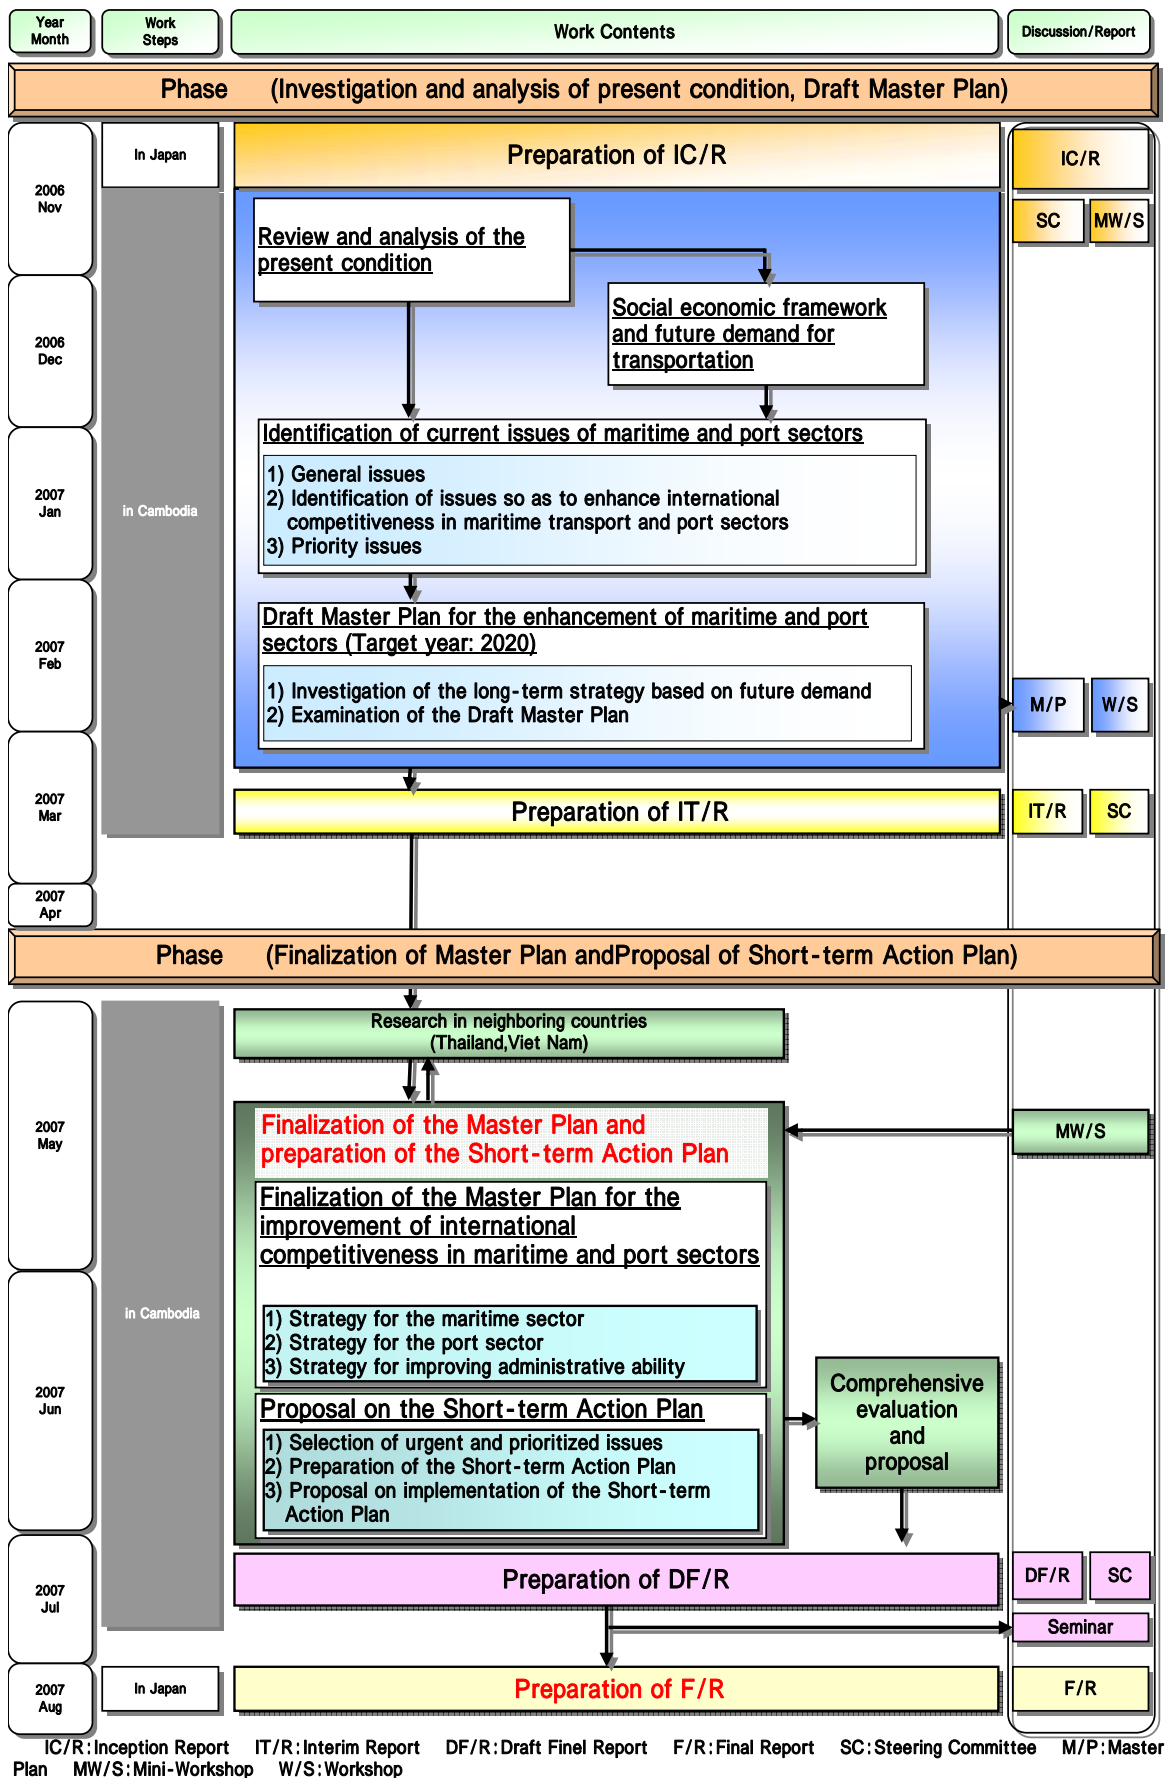 Year
Month
Work
Steps
Work Contents
Discussion/Report
Phase (Investigation and analysis of present condition, Draft Master Plan)
2006
Nov
In Japan
Preparation of IC/R
IC/R
SC
MW/S
Review and analysis of the
present condition
2006
Dec
Social economic framework
and future demand for
transportation
2007
Jan
in Cambodia
Identification of current issues of maritime and port sectors
1) General issues
2) Identification of issues so as to enhance international
competitiveness in maritime transport and port sectors
3) Priority issues
2007
Feb
Draft Master Plan for the enhancement of maritime and port
sectors (Target year: 2020)
1) Investigation of the long-term strategy based on future demand
2) Examination of the Draft Master Plan
M/P
W/S
2007
Mar
Preparation of IT/R
IT/R
SC
2007
Apr
Phase (Finalization of Master Plan andProposal of Short-term Action Plan)
Research in neighboring countries
(Thailand,Viet Nam)
2007
May
Finalization of the Master Plan and
preparation of the Short-term Action Plan
MW/S
Finalization of the Master Plan for the
improvement of international
competitiveness in maritime and port sectors
in Cambodia
1) Strategy for the maritime sector
2) Strategy for the port sector
3) Strategy for improving administrative ability
2007
Jun
Proposal on the Short-term Action Plan
1) Selection of urgent and prioritized issues
2) Preparation of the Short-term Action Plan
3) Proposal on implementation of the Short-term
Action Plan
Comprehensive
evaluation
and
proposal
2007
Jul
Preparation of DF/R
DF/R
SC
Seminar
2007
Aug
In Japan
Preparation of F/R
F/R
IC/R:Inception Report IT/R:Interim Report DF/R:Draft Finel Report F/R:Final Report SC:Steering Committee M/P:Master
Plan MW/S:Mini-Workshop W/S:Workshop